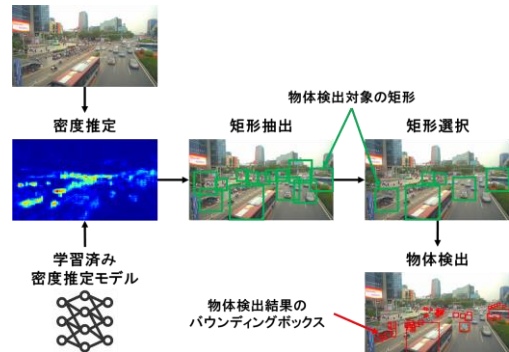 物体検出対象の矩形
密度推定
矩形抽出
矩形選択
学習済み
密度推定モデル
物体検出
物体検出結果の
バウンディングボックス